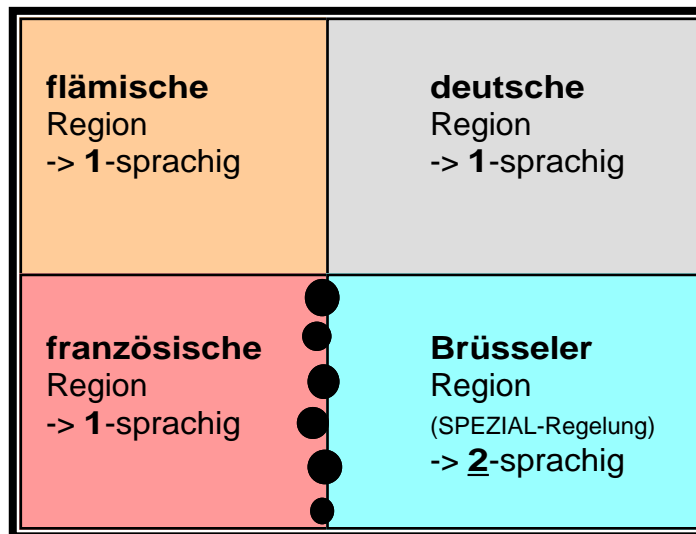 flämische
Region
-> 1-sprachig
deutsche
Region
-> 1-sprachig
französische
Region
-> 1-sprachig
Brüsseler
Region
(SPEZIAL-Regelung)
-> 2-sprachig